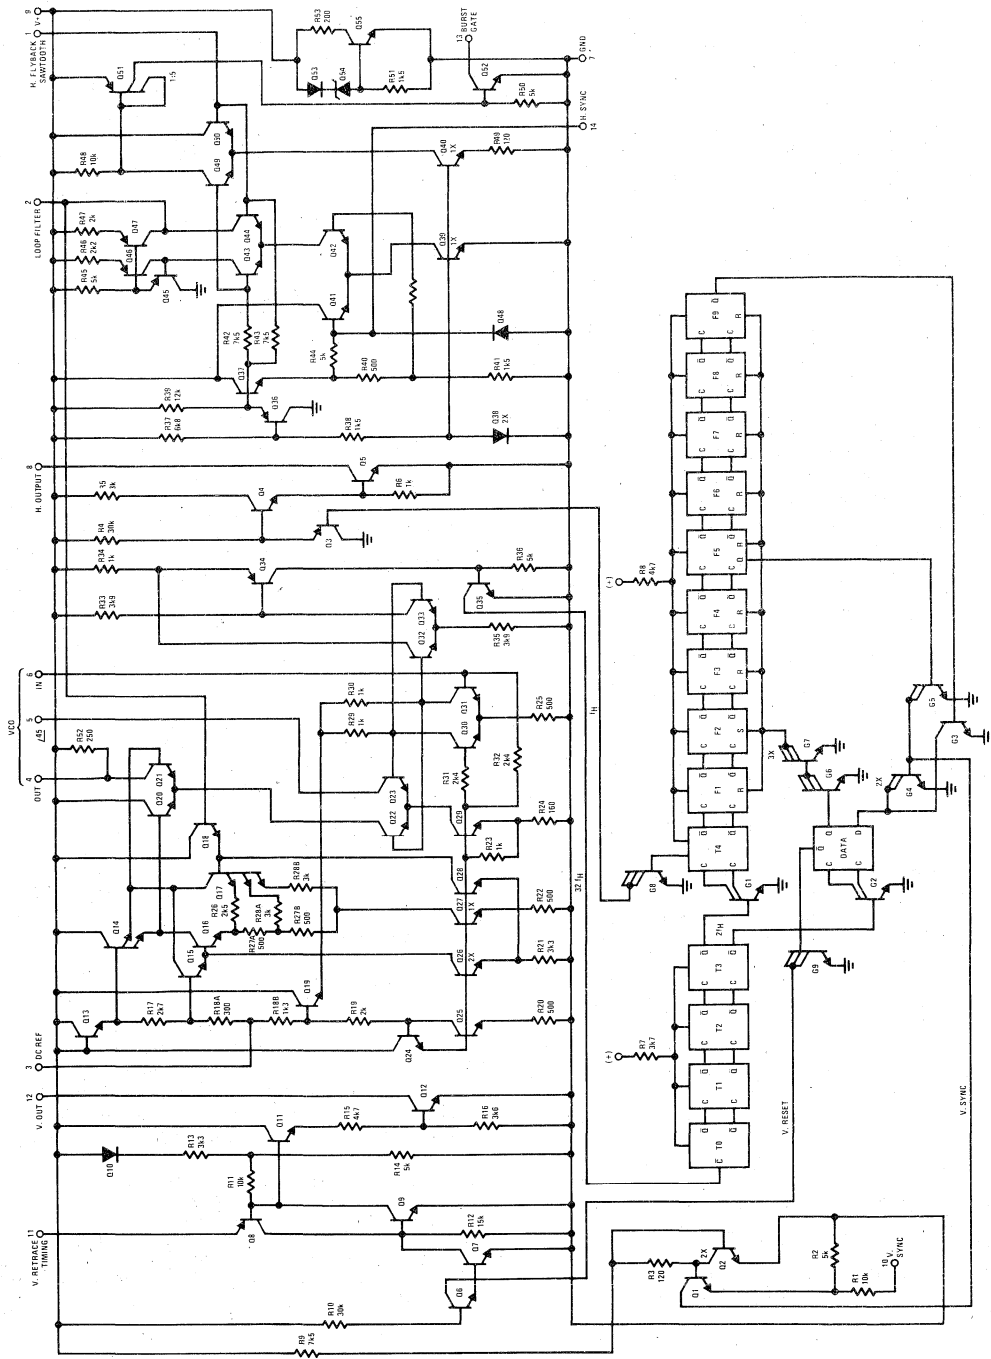 9 V+
1
H. FLYBACK
SAWTOOTH
2
LOOP FILTER
8
H. OUTPUT
VCO
6 IN
5
/45
4
OUT
3 DC REF
12
V. OUT
11
V. RETRACE
TIMING
R53
200
Q55
Q53
Q54
R51
1k5
13 BURST
GATE
Q52
R50
5k
GND
7
Q51
1:5
R48
10k
Q49
Q50
H. SYNC
14
Q40
1X
R49
120
R47
2k
R46
2k2
R45
5k
Q47
Q46
Q45
Q43
Q44
R42
7k5
R43
7k5
Q42
Q41
Q39
1X
R44
5k
Q48
Q37
R40
500
R41
1k5
R39
12k
R37
6k8
Q36
R38
1k5
Q38
2X
R5
3k
Q4
Q5
R6
1k
R4
30k
Q3
R34
1k
R33
3k9
Q34
Q35
R36
5k
Q32
Q33
R35
3k9
R30
1k
R29
1k
Q30
Q31
R25
500
R31
2k4
R32
2k4
R52
250
Q20
Q21
Q22
Q23
Q29
R24
160
R23
1k
Q18
Q17
R28B
3k
R26
2k5
R28A
3k
R27A
500
R27B
500
Q28
Q27
1X
R22
500
Q14
Q16
Q15
Q26
2X
R21
3k3
Q19
Q13
R17
2k7
R18A
300
R18B
1k3
R19
2k
Q25
R20
500
Q24
Q12
Q11
R15
4k7
R16
3k6
Q10
R13
3k3
R14
5k
R11
10k
Q8
Q9
R12
15k
Q7
Q6
R10
30k
R9
7k5
fH
32 fH
(+)
R8
4k7
F9
F8
F7
F6
F5
F4
F3
F2
F1
T4
C
Q
Q̄
R
S
G8
G7
3X
G6
G5
G4
2X
G3
G2
G1
G9
DATA
D
2fH
T3
T2
T1
T0
(+)
R7
3k7
V. RESET
V. SYNC
R3
120
2X
Q2
Q1
R2
5k
R1
10k
10 V.
SYNC